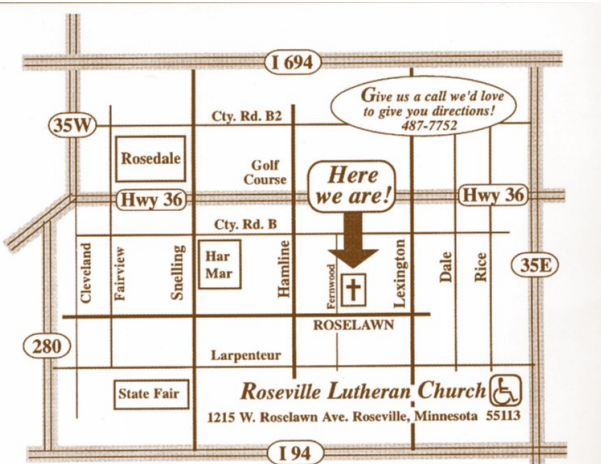 I 694
Give us a call we'd love
to give you directions!
487-7752
35W
Cty. Rd. B2
Rosedale
Golf
Course
Here
we are!
Hwy 36
Hwy 36
Cty. Rd. B
Cleveland
Fairview
Snelling
Har
Mar
Hamline
Fernwood
Lexington
Dale
Rice
35E
ROSELAWN
280
Larpenteur
State Fair
Roseville Lutheran Church
1215 W. Roselawn Ave. Roseville, Minnesota 55113
I 94